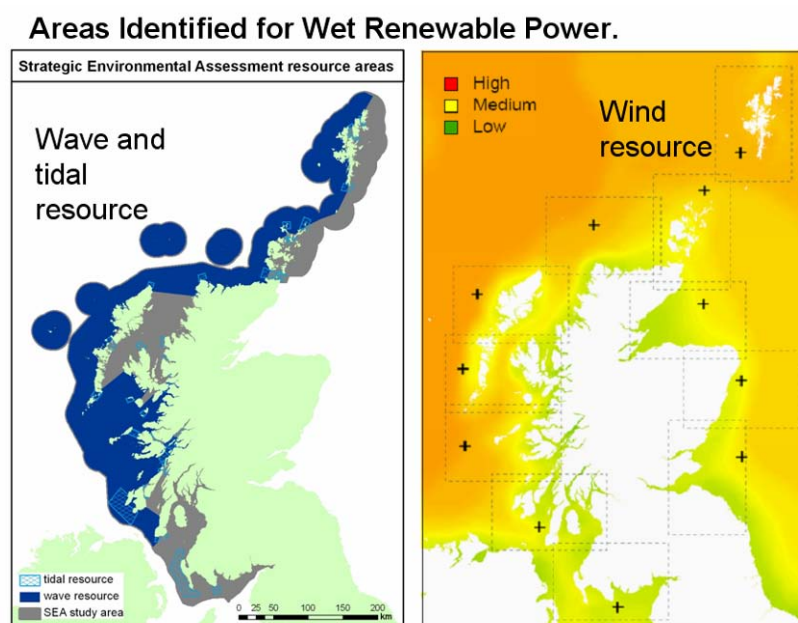 Areas Identified for Wet Renewable Power.
Strategic Environmental Assessment resource areas
Wave and
tidal
resource
tidal resource
wave resource
SEA study area
0 25 50 100 150 200
km
High
Medium
Low
Wind
resource